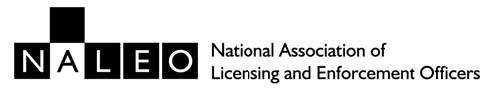 NALEO
National Association of
Licensing and Enforcement Officers